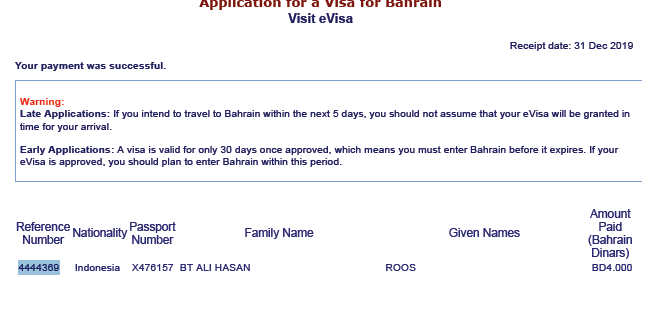 Application for a Visa for Bahrain
Visit eVisa
Receipt date: 31 Dec 2019
Your payment was successful.
Warning:
Late Applications: If you intend to travel to Bahrain within the next 5 days, you should not assume that your eVisa will be granted in
time for your arrival.
Early Applications: A visa is valid for only 30 days once approved, which means you must enter Bahrain before it expires. If your
eVisa is approved, you should plan to enter Bahrain within this period.
Reference Number Nationality Passport Number Family Name Given Names Amount Paid (Bahrain Dinars)
4444369 Indonesia X476157 BT ALI HASAN ROOS BD4.000